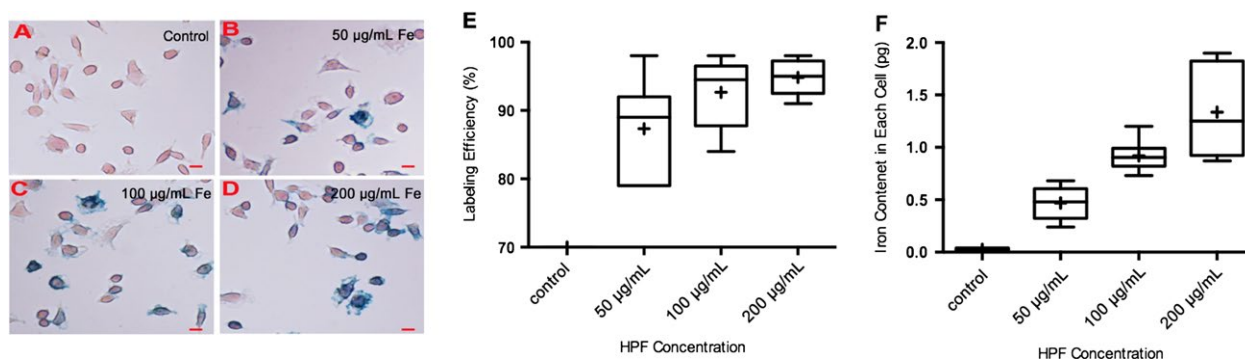 A
Control
B
50 µg/mL Fe
C
100 µg/mL Fe
D
200 µg/mL Fe
E
Labeling Efficiency (%)
100
90
80
70
control
50 µg/mL
100 µg/mL
200 µg/mL
HPF Concentration
F
Iron Contenet in Each Cell (pg)
2.0
1.5
1.0
0.5
0.0
control
50 µg/mL
100 µg/mL
200 µg/mL
HPF Concentration